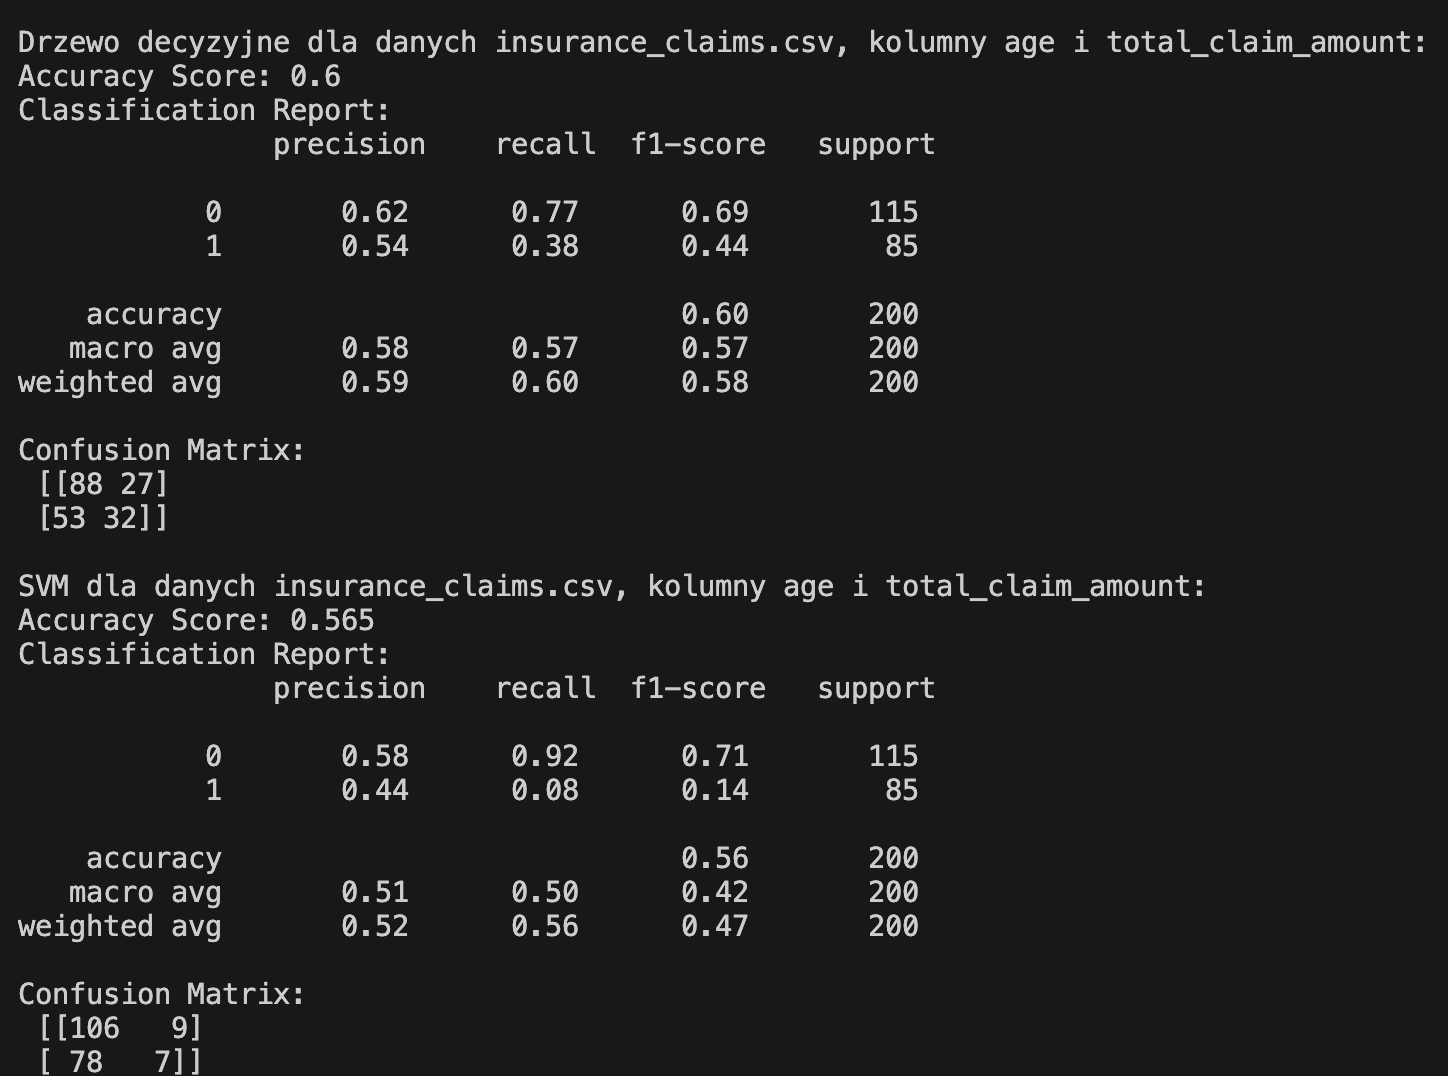 Drzewo decyzyjne dla danych insurance_claims.csv, kolumny age i total_claim_amount:
Accuracy Score: 0.6
Classification Report:
precision recall f1-score support
0 0.62 0.77 0.69 115
1 0.54 0.38 0.44 85
accuracy 0.60 200
macro avg 0.58 0.57 0.57 200
weighted avg 0.59 0.60 0.58 200
Confusion Matrix:
[[88 27]
[53 32]]
SVM dla danych insurance_claims.csv, kolumny age i total_claim_amount:
Accuracy Score: 0.565
Classification Report:
precision recall f1-score support
0 0.58 0.92 0.71 115
1 0.44 0.08 0.14 85
accuracy 0.56 200
macro avg 0.51 0.50 0.42 200
weighted avg 0.52 0.56 0.47 200
Confusion Matrix:
[[106 9]
[ 78 7]]